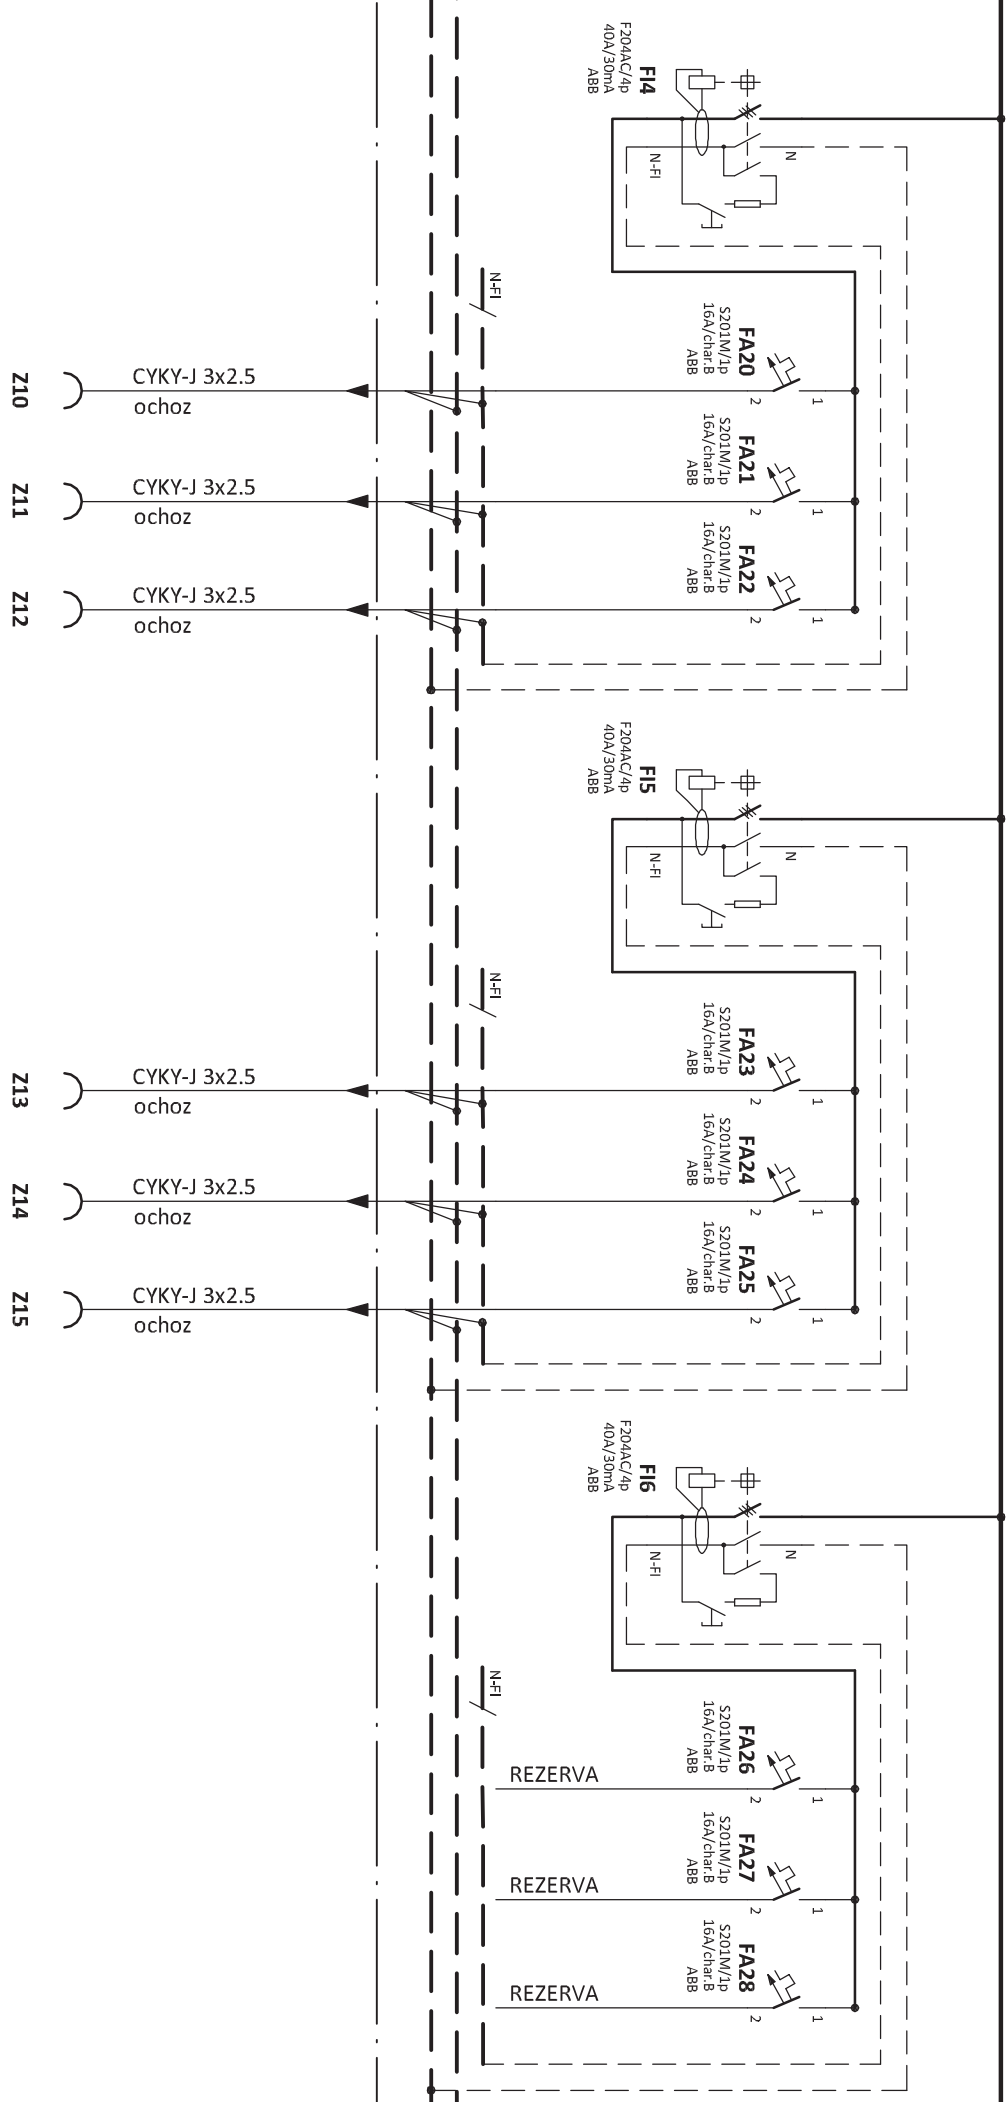 FI4
F204AC/4p
40A/30mA
ABB
N
N-FI
N-FI
FA20
S201M/1p
16A/char.B
ABB
1
2
CYKY-J 3x2.5
ochoz
Z10
FA21
S201M/1p
16A/char.B
ABB
1
2
CYKY-J 3x2.5
ochoz
Z11
FA22
S201M/1p
16A/char.B
ABB
1
2
CYKY-J 3x2.5
ochoz
Z12
FI5
F204AC/4p
40A/30mA
ABB
N
N-FI
N-FI
FA23
S201M/1p
16A/char.B
ABB
1
2
CYKY-J 3x2.5
ochoz
Z13
FA24
S201M/1p
16A/char.B
ABB
1
2
CYKY-J 3x2.5
ochoz
Z14
FA25
S201M/1p
16A/char.B
ABB
1
2
CYKY-J 3x2.5
ochoz
Z15
FI6
F204AC/4p
40A/30mA
ABB
N
N-FI
N-FI
FA26
S201M/1p
16A/char.B
ABB
1
2
REZERVA
FA27
S201M/1p
16A/char.B
ABB
1
2
REZERVA
FA28
S201M/1p
16A/char.B
ABB
1
2
REZERVA